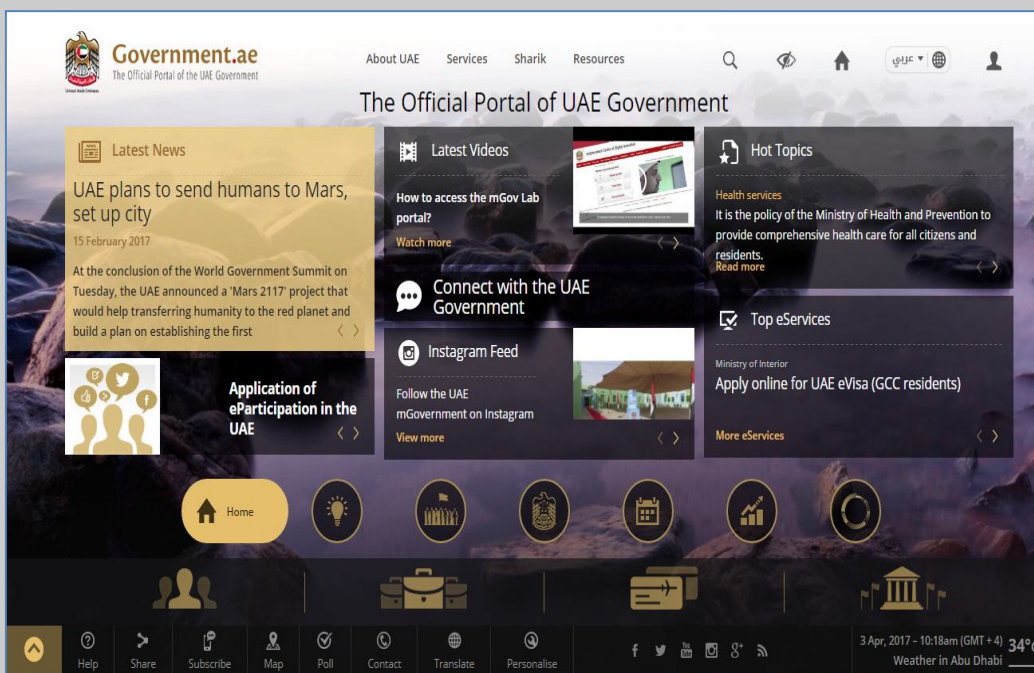 Government.ae
The Official Portal of the UAE Government
United Arab Emirates
About UAE Services Sharik Resources
عربي
The Official Portal of UAE Government
Latest News
UAE plans to send humans to Mars,
set up city
15 February 2017
At the conclusion of the World Government Summit on
Tuesday, the UAE announced a 'Mars 2117' project that
would help transferring humanity to the red planet and
build a plan on establishing the first
Application of
eParticipation in the
UAE
Latest Videos
How to access the mGov Lab
portal?
Watch more
Connect with the UAE
Government
Instagram Feed
Follow the UAE
mGovernment on Instagram
View more
Hot Topics
Health services
It is the policy of the Ministry of Health and Prevention to
provide comprehensive health care for all citizens and
residents.
Read more
Top eServices
Ministry of Interior
Apply online for UAE eVisa (GCC residents)
More eServices
Home
Help Share Subscribe Map Poll Contact Translate Personalise
3 Apr, 2017 – 10:18am (GMT + 4) 34°c
Weather in Abu Dhabi